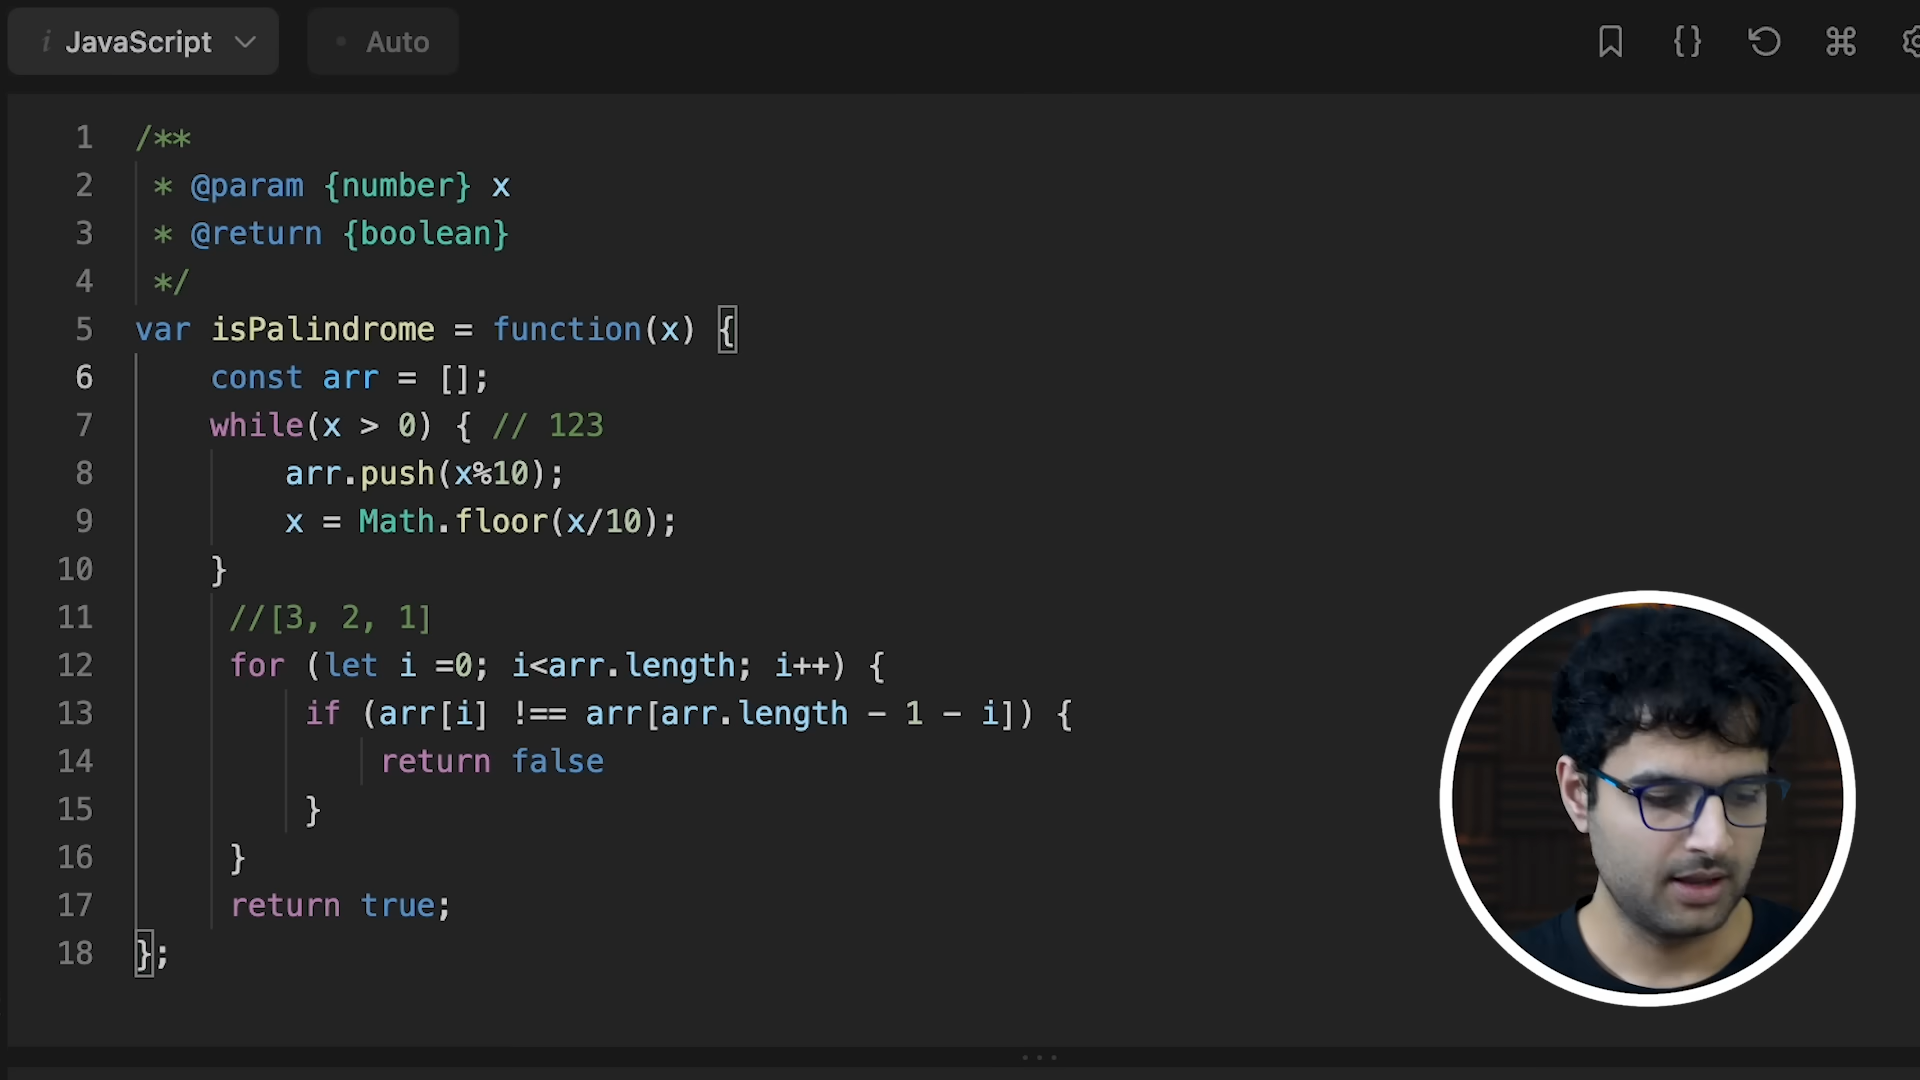 i JavaScript Auto {}
1 /**
2 * @param {number} x
3 * @return {boolean}
4 */
5 var isPalindrome = function(x) {
6 const arr = [];
7 while(x > 0) { // 123
8 arr.push(x%10);
9 x = Math.floor(x/10);
10 }
11 //[3, 2, 1]
12 for (let i =0; i<arr.length; i++) {
13 if (arr[i] !== arr[arr.length - 1 - i]) {
14 return false
15 }
16 }
17 return true;
18 };